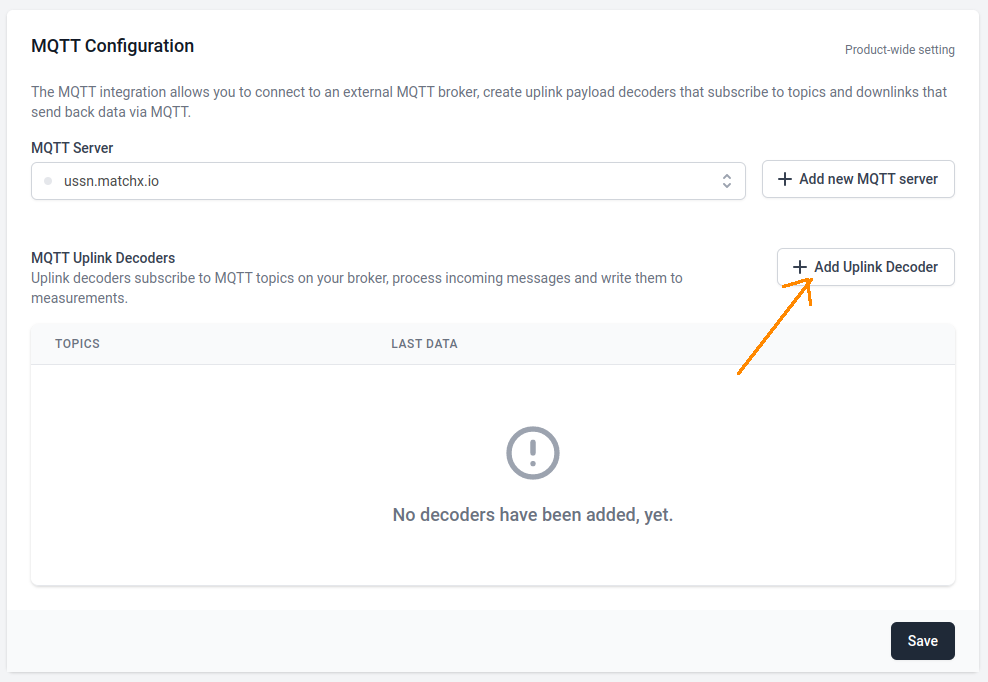 MQTT Configuration
Product-wide setting
The MQTT integration allows you to connect to an external MQTT broker, create uplink payload decoders that subscribe to topics and downlinks that
send back data via MQTT.
MQTT Server
ussn.matchx.io
Add new MQTT server
MQTT Uplink Decoders
Uplink decoders subscribe to MQTT topics on your broker, process incoming messages and write them to
measurements.
Add Uplink Decoder
TOPICS
LAST DATA
No decoders have been added, yet.
Save